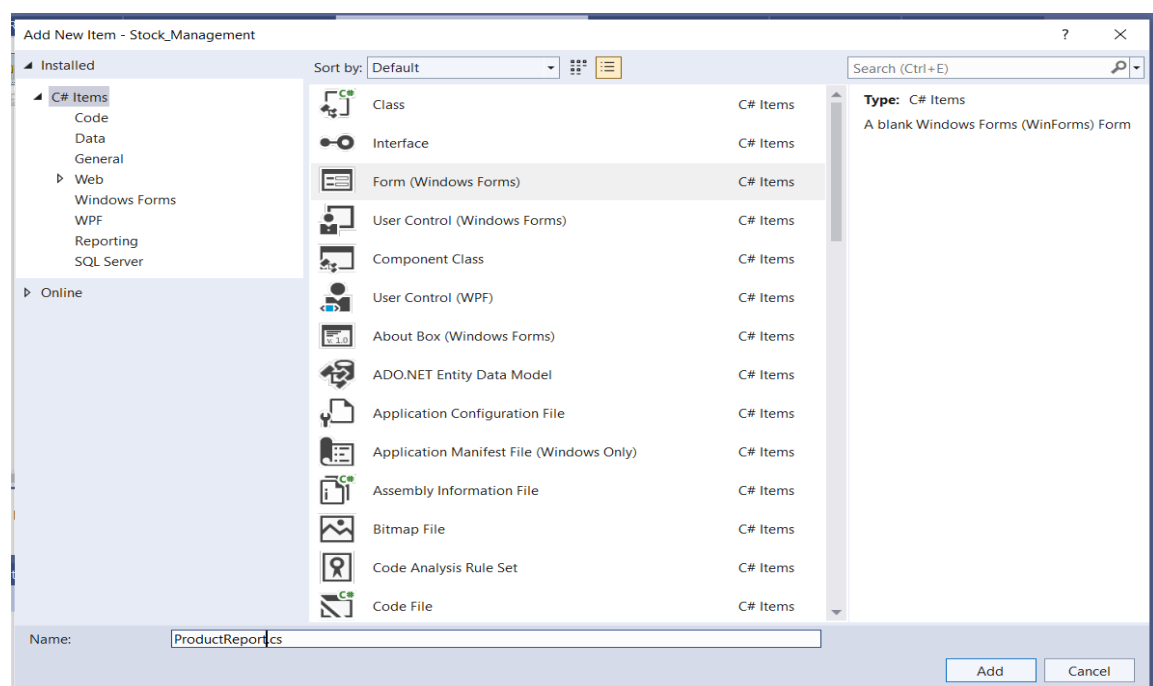 Add New Item - Stock_Management
?
Installed
Sort by: Default
Search (Ctrl+E)
C# Items
Code
Data
General
Web
Windows Forms
WPF
Reporting
SQL Server
Online
C#
Class C# Items
Interface C# Items
Form (Windows Forms) C# Items
User Control (Windows Forms) C# Items
Component Class C# Items
User Control (WPF) C# Items
v. 1.0
About Box (Windows Forms) C# Items
ADO.NET Entity Data Model C# Items
Application Configuration File C# Items
Application Manifest File (Windows Only) C# Items
C#
Assembly Information File C# Items
Bitmap File C# Items
Code Analysis Rule Set C# Items
C#
Code File C# Items
Type: C# Items
A blank Windows Forms (WinForms) Form
Name: ProductReport.cs
Add Cancel